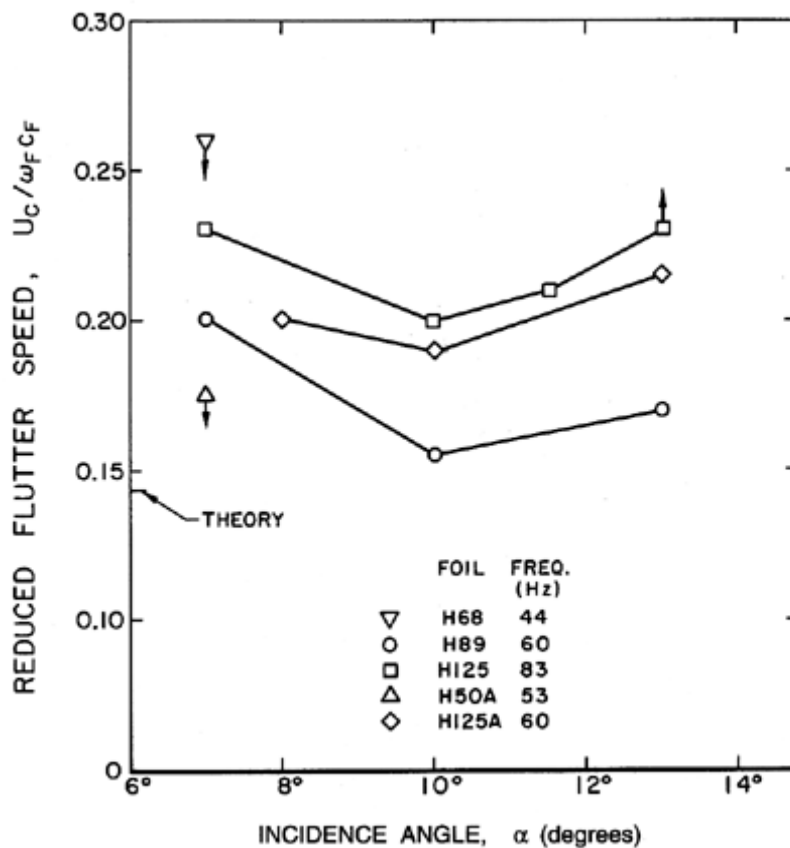 0.30
0.25
0.20
0.15
0.10
0
REDUCED FLUTTER SPEED, U_C/ω_F c_F
THEORY
FOIL FREQ.
(Hz)
H68 44
H89 60
H125 83
H50A 53
H125A 60
6° 8° 10° 12° 14°
INCIDENCE ANGLE, α (degrees)